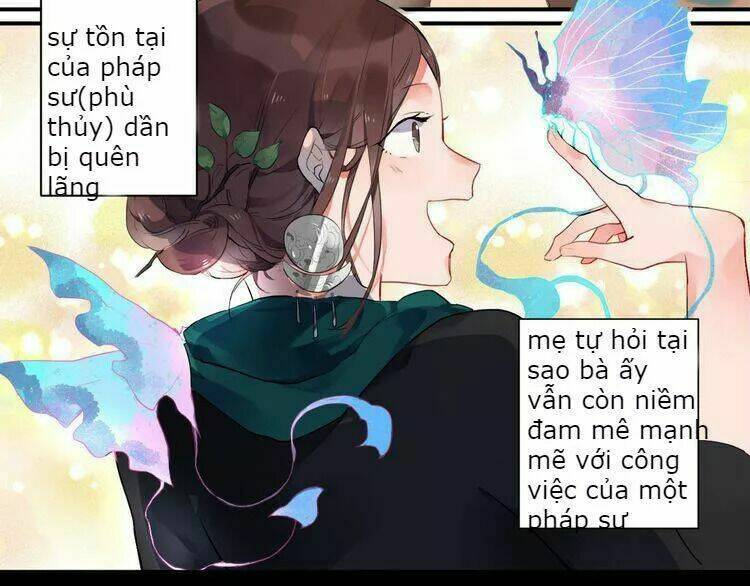 sự tồn tại
của pháp
sư(phù
thủy) dần
bị quên
lãng
mẹ tự hỏi tại
sao bà ấy
vẫn còn niềm
đam mê mạnh
mẽ với công
việc của một
pháp sư